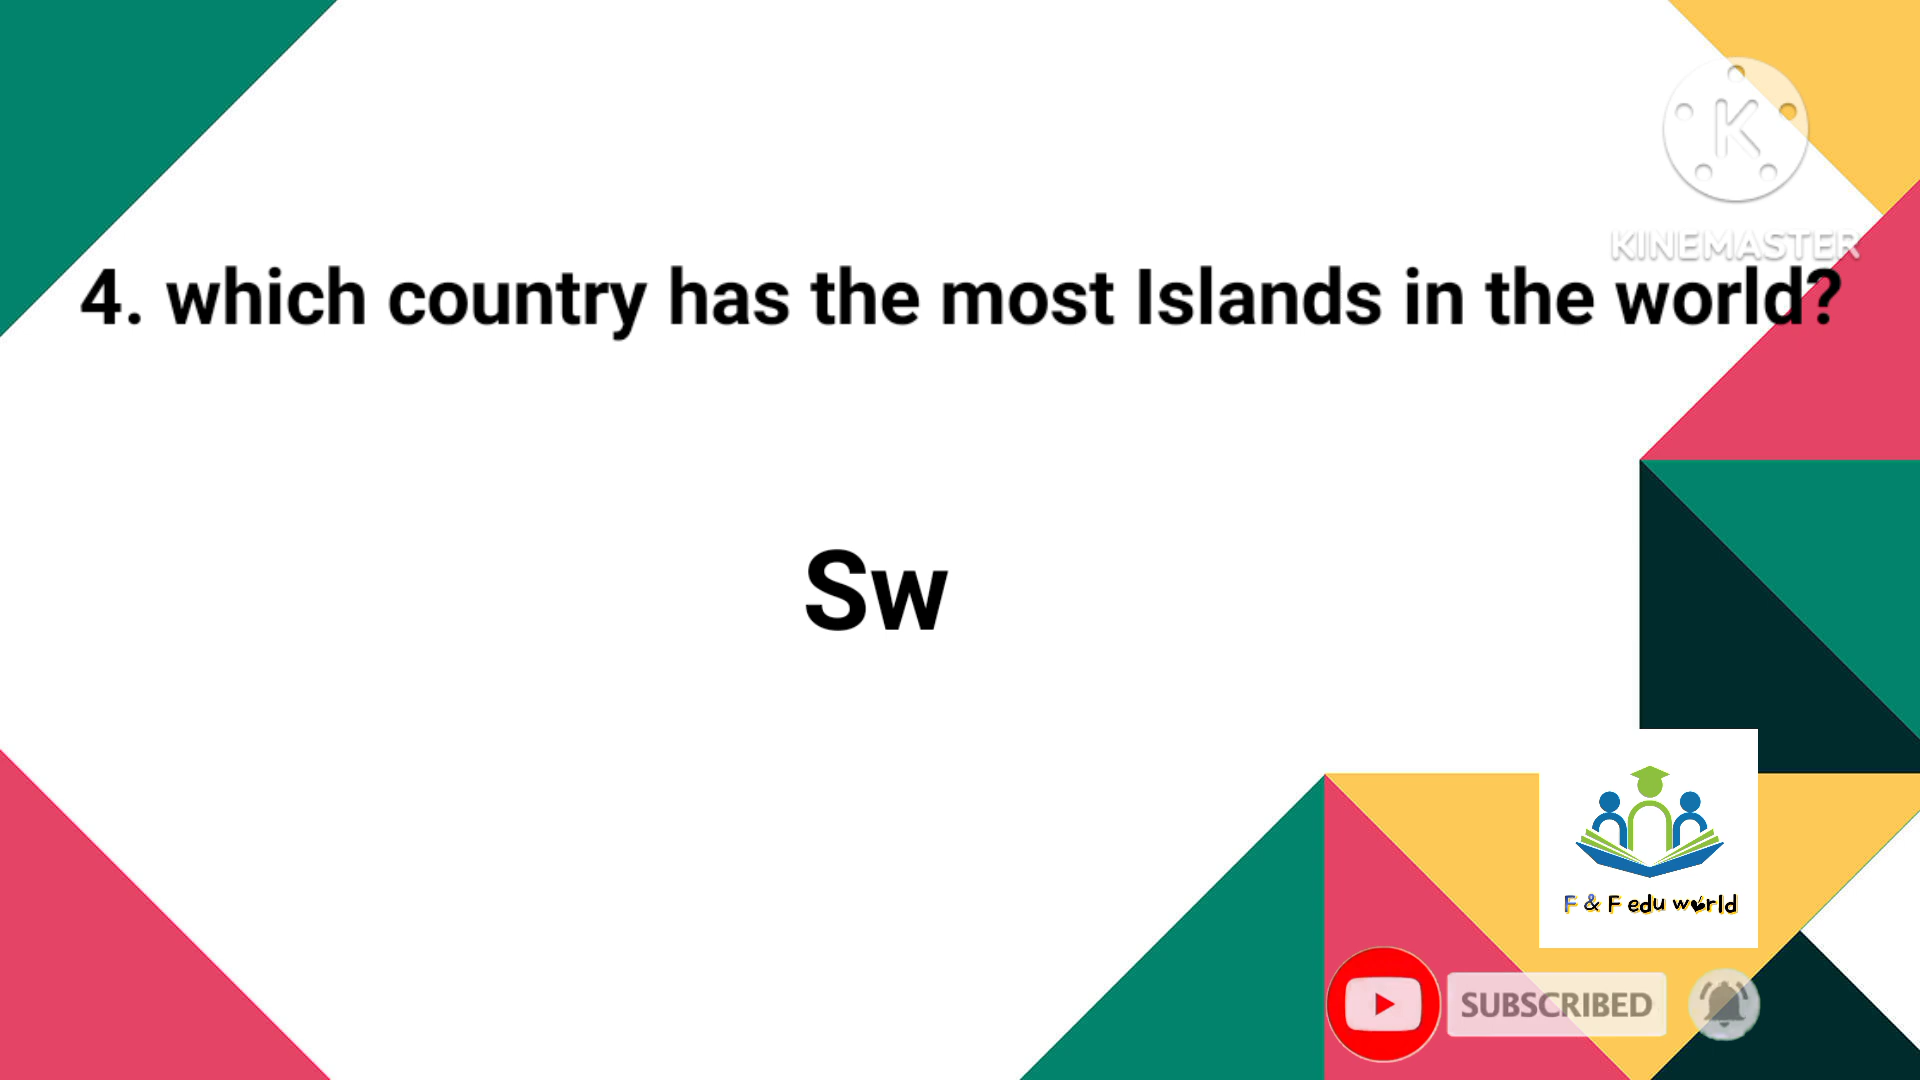 K
KINEMASTER
4. which country has the most Islands in the world?
Sw
F & F edu world
SUBSCRIBED